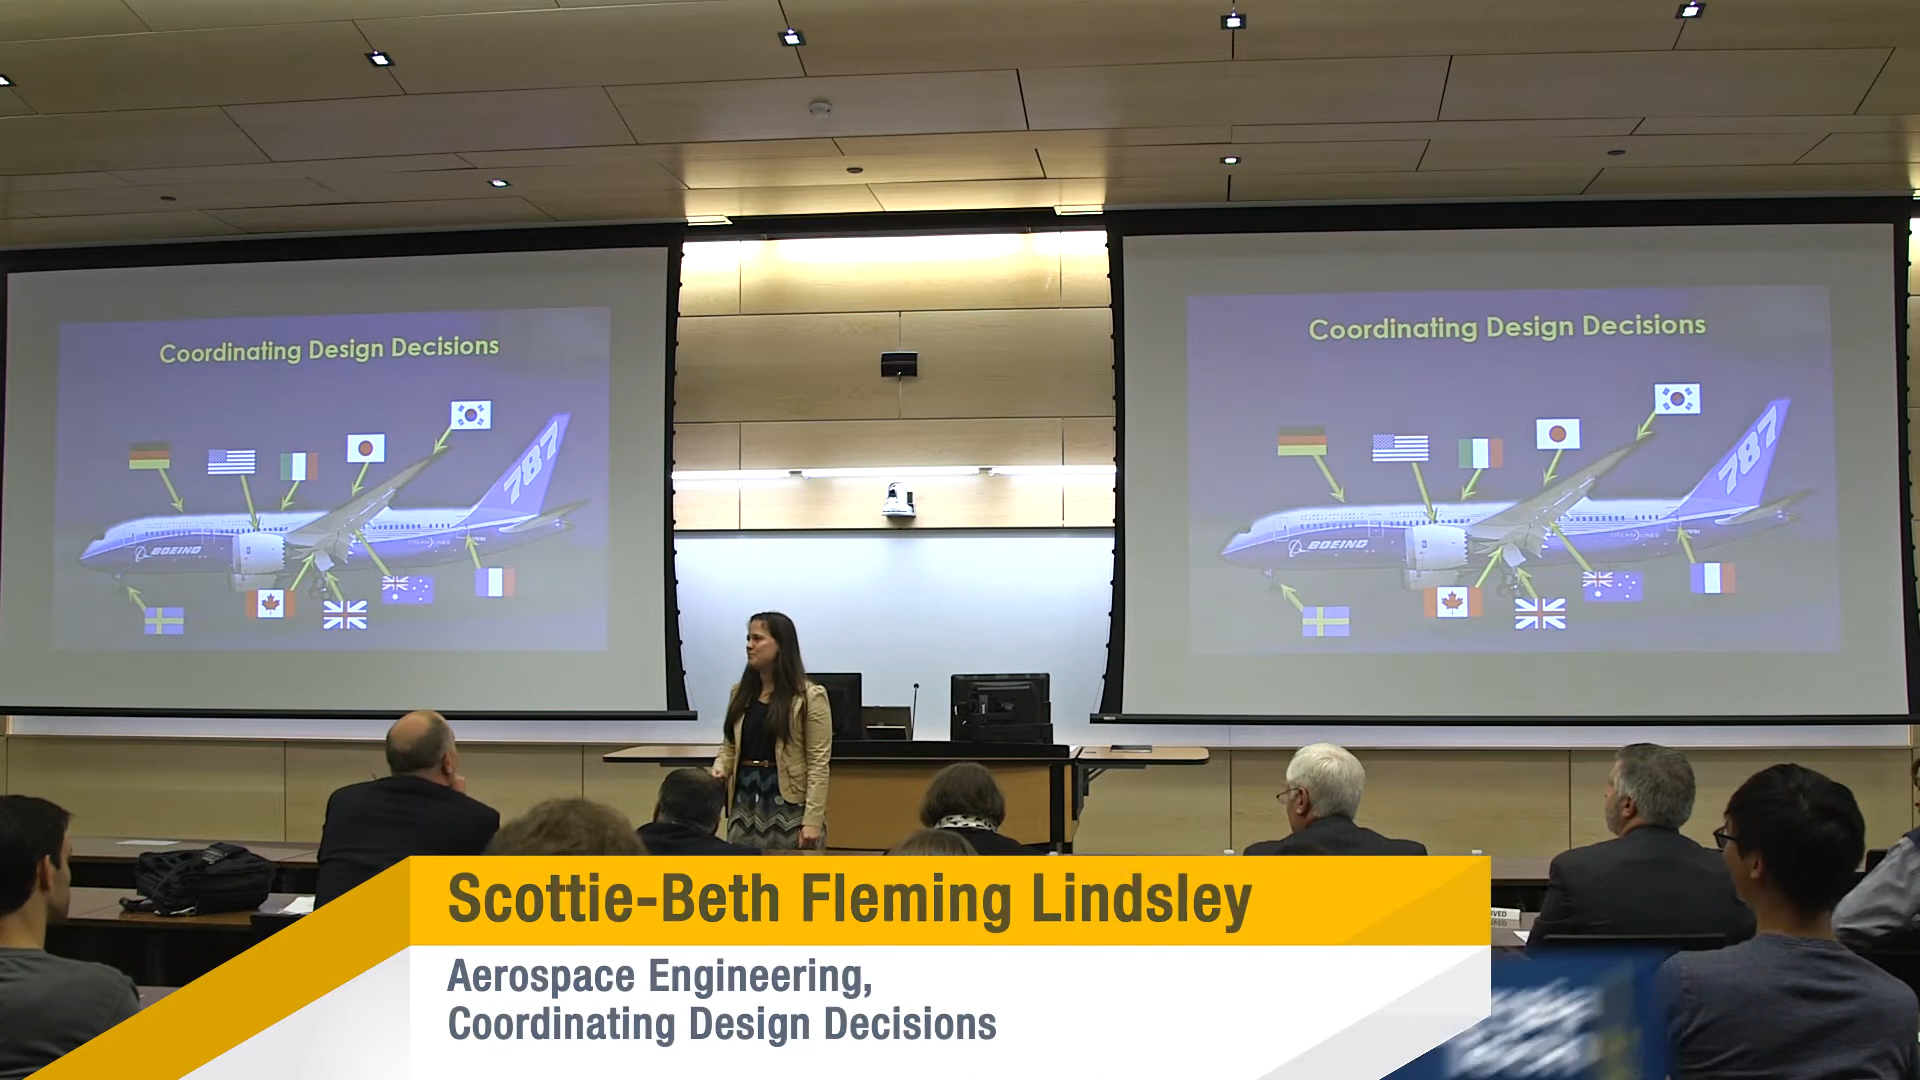 Coordinating Design Decisions
787
BOEING
Coordinating Design Decisions
787
BOEING
Scottie-Beth Fleming Lindsley
Aerospace Engineering,
Coordinating Design Decisions